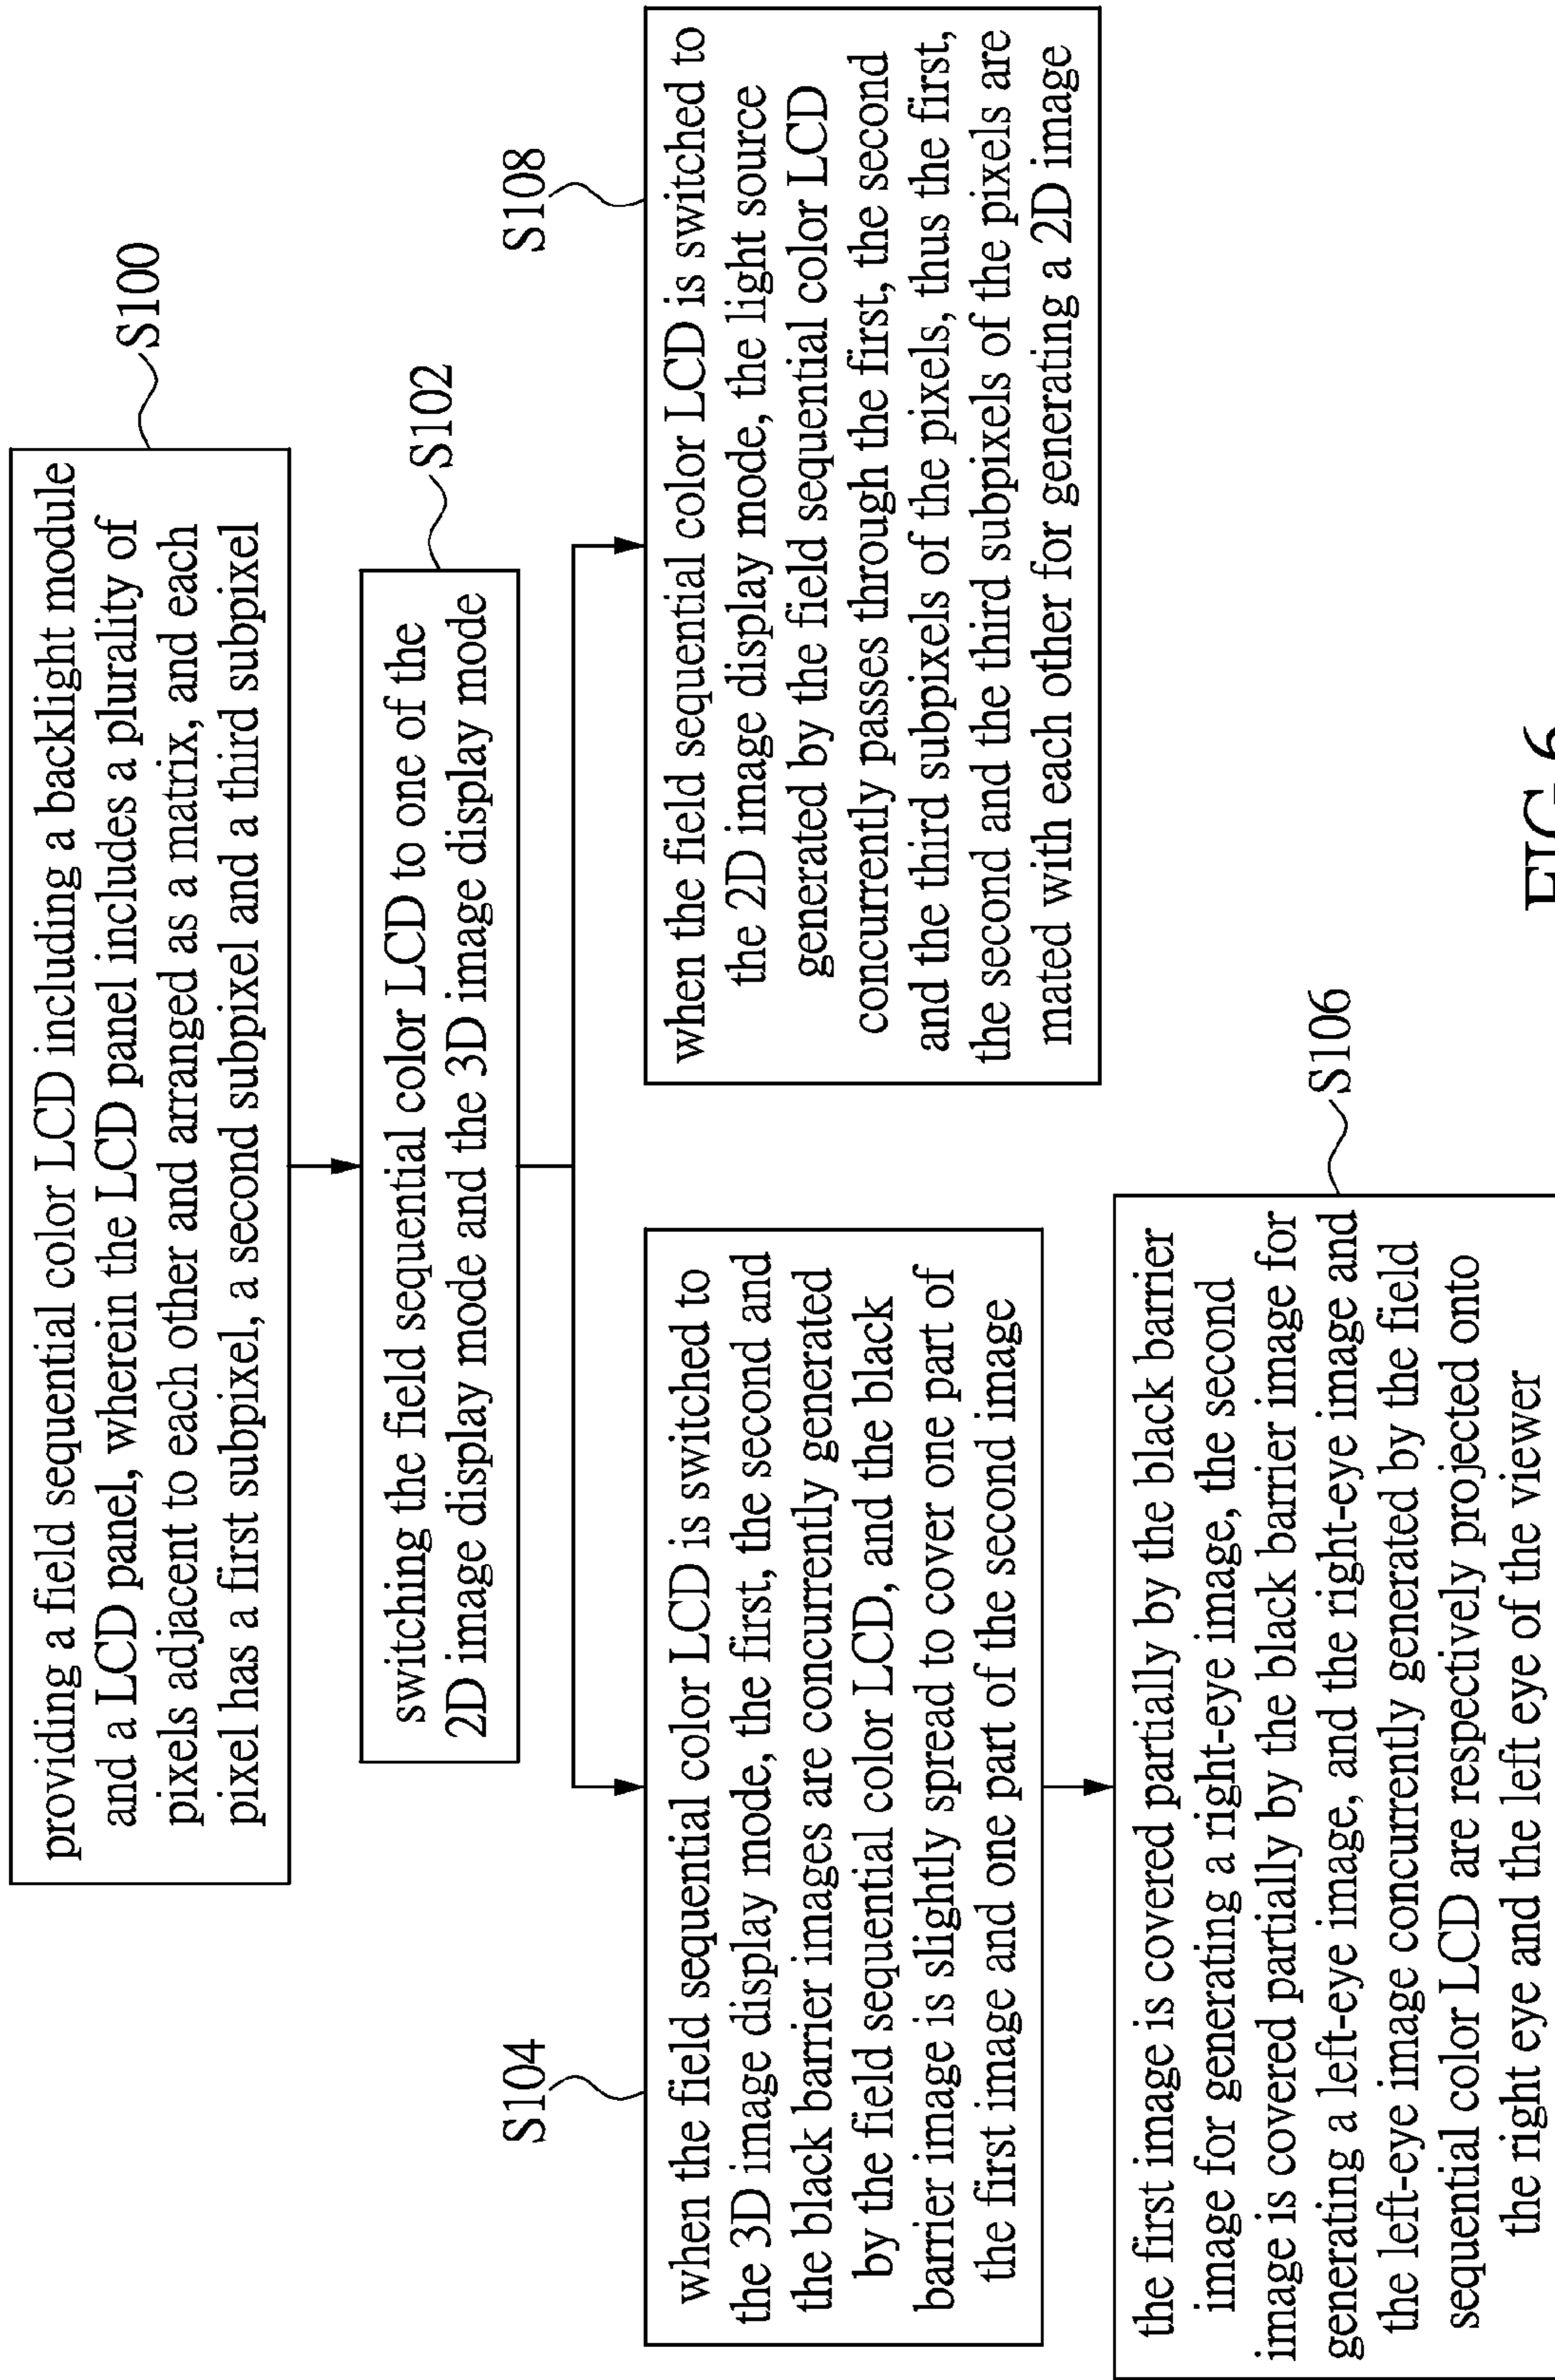 providing a field sequential color LCD including a backlight module
and a LCD panel, wherein the LCD panel includes a plurality of
pixels adjacent to each other and arranged as a matrix, and each
pixel has a first subpixel, a second subpixel and a third subpixel
S100
switching the field sequential color LCD to one of the
2D image display mode and the 3D image display mode
S102
S104
when the field sequential color LCD is switched to
the 3D image display mode, the first, the second and
the black barrier images are concurrently generated
by the field sequential color LCD, and the black
barrier image is slightly spread to cover one part of
the first image and one part of the second image
S108
when the field sequential color LCD is switched to
the 2D image display mode, the light source
generated by the field sequential color LCD
concurrently passes through the first, the second
and the third subpixels of the pixels, thus the first,
the second and the third subpixels of the pixels are
mated with each other for generating a 2D image
the first image is covered partially by the black barrier
image for generating a right-eye image, the second
image is covered partially by the black barrier image for
generating a left-eye image, and the right-eye image and
the left-eye image concurrently generated by the field
sequential color LCD are respectively projected onto
the right eye and the left eye of the viewer
S106
FIG. 6